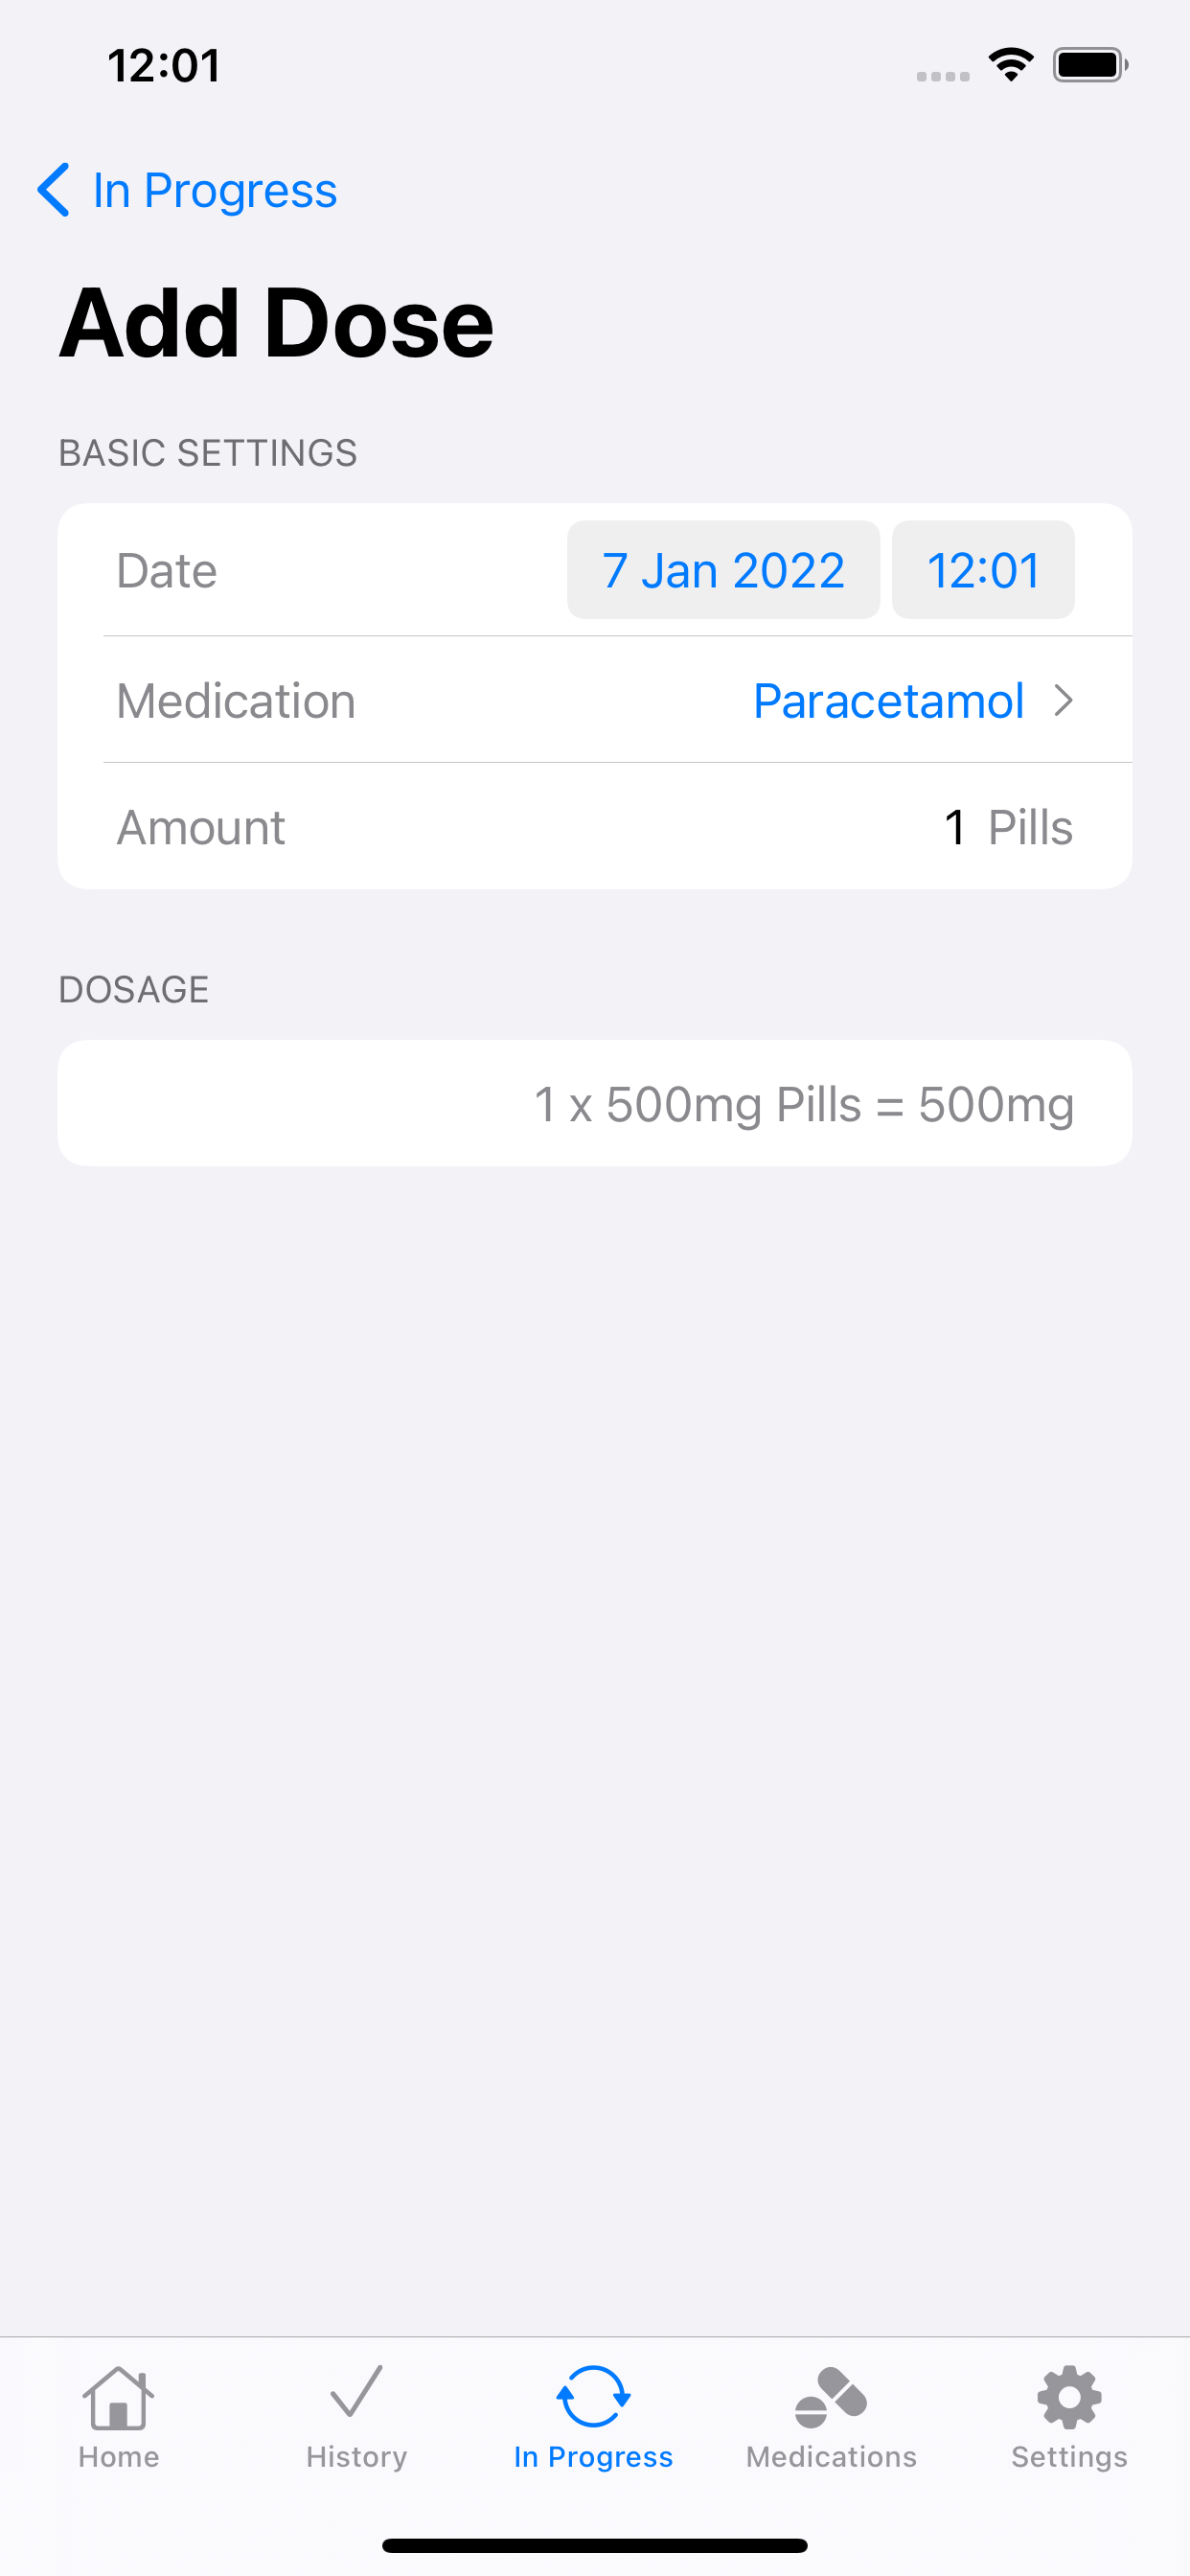 12:01
In Progress
Add Dose
BASIC SETTINGS
Date 7 Jan 2022 12:01
Medication Paracetamol
Amount 1 Pills
DOSAGE
1 x 500mg Pills = 500mg
Home History In Progress Medications Settings